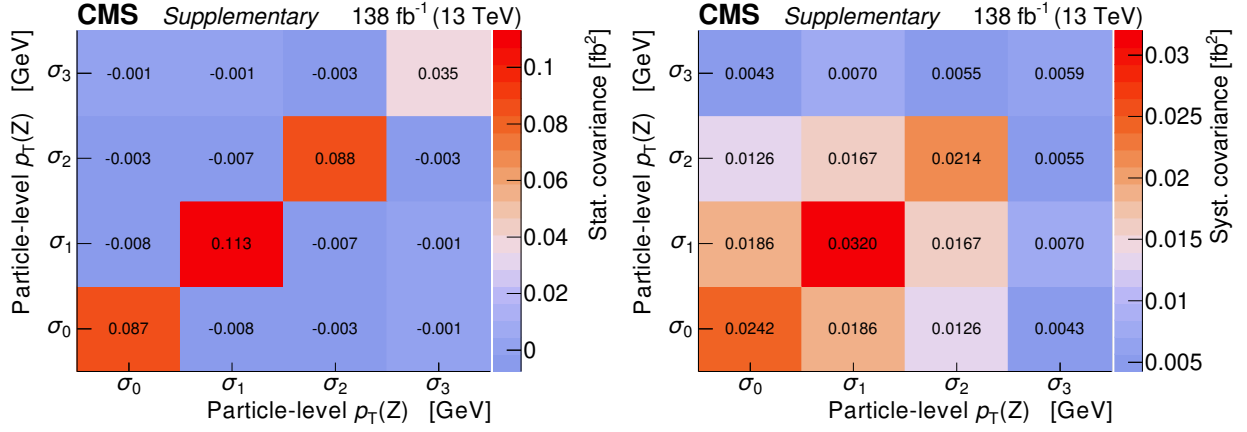 CMS Supplementary 138 fb⁻¹ (13 TeV)
Particle-level p_T(Z) [GeV]
σ₃ -0.001 -0.001 -0.003 0.035
σ₂ -0.003 -0.007 0.088 -0.003
σ₁ -0.008 0.113 -0.007 -0.001
σ₀ 0.087 -0.008 -0.003 -0.001
σ₀ σ₁ σ₂ σ₃
Particle-level p_T(Z) [GeV]
0.1
0.08
0.06
0.04
0.02
0
Stat. covariance [fb²]
CMS Supplementary 138 fb⁻¹ (13 TeV)
Particle-level p_T(Z) [GeV]
σ₃ 0.0043 0.0070 0.0055 0.0059
σ₂ 0.0126 0.0167 0.0214 0.0055
σ₁ 0.0186 0.0320 0.0167 0.0070
σ₀ 0.0242 0.0186 0.0126 0.0043
σ₀ σ₁ σ₂ σ₃
Particle-level p_T(Z) [GeV]
0.03
0.025
0.02
0.015
0.01
0.005
Syst. covariance [fb²]